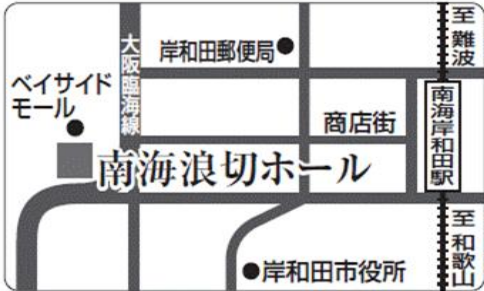 至難波
大阪臨海線
岸和田郵便局
ベイサイド
モール
南海岸和田駅
商店街
南海浪切ホール
至和歌山
岸和田市役所